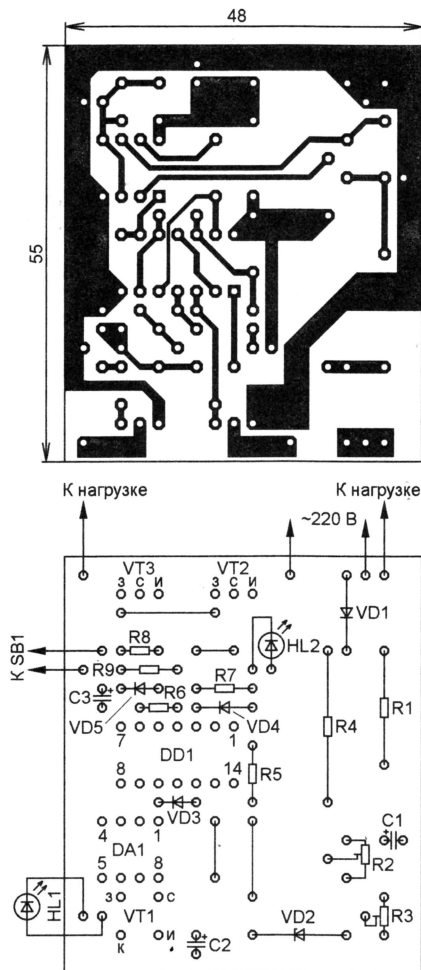 48
55
К нагрузке
К нагрузке
~220 В
VT3
VT2
з с и
з с и
VD1
К SB1
R8
HL2
R9
R7
C3
+
R6
VD5
VD4
R4
R1
7
1
DD1
8
14
R5
VD3
4
1
C1
+
DA1
R2
5
8
HL1
з
с
VT1
R3
VD2
к
и
+
C2